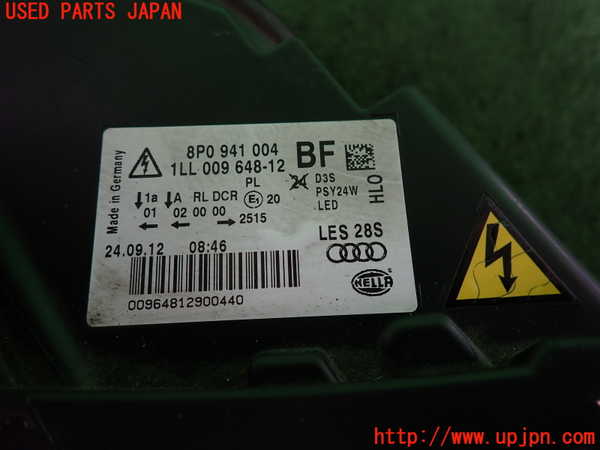 USED PARTS JAPAN
Made in Germany
8P0 941 004
1LL 009 648-12
BF
PL
24
D3S
PSY24W
LED
HLO
1a A RL DCR E1 20
01 02 00 00 2515
LES 28S
24.09.12 08:46
00964812900440
HELLA
http://www.upjpn.com/